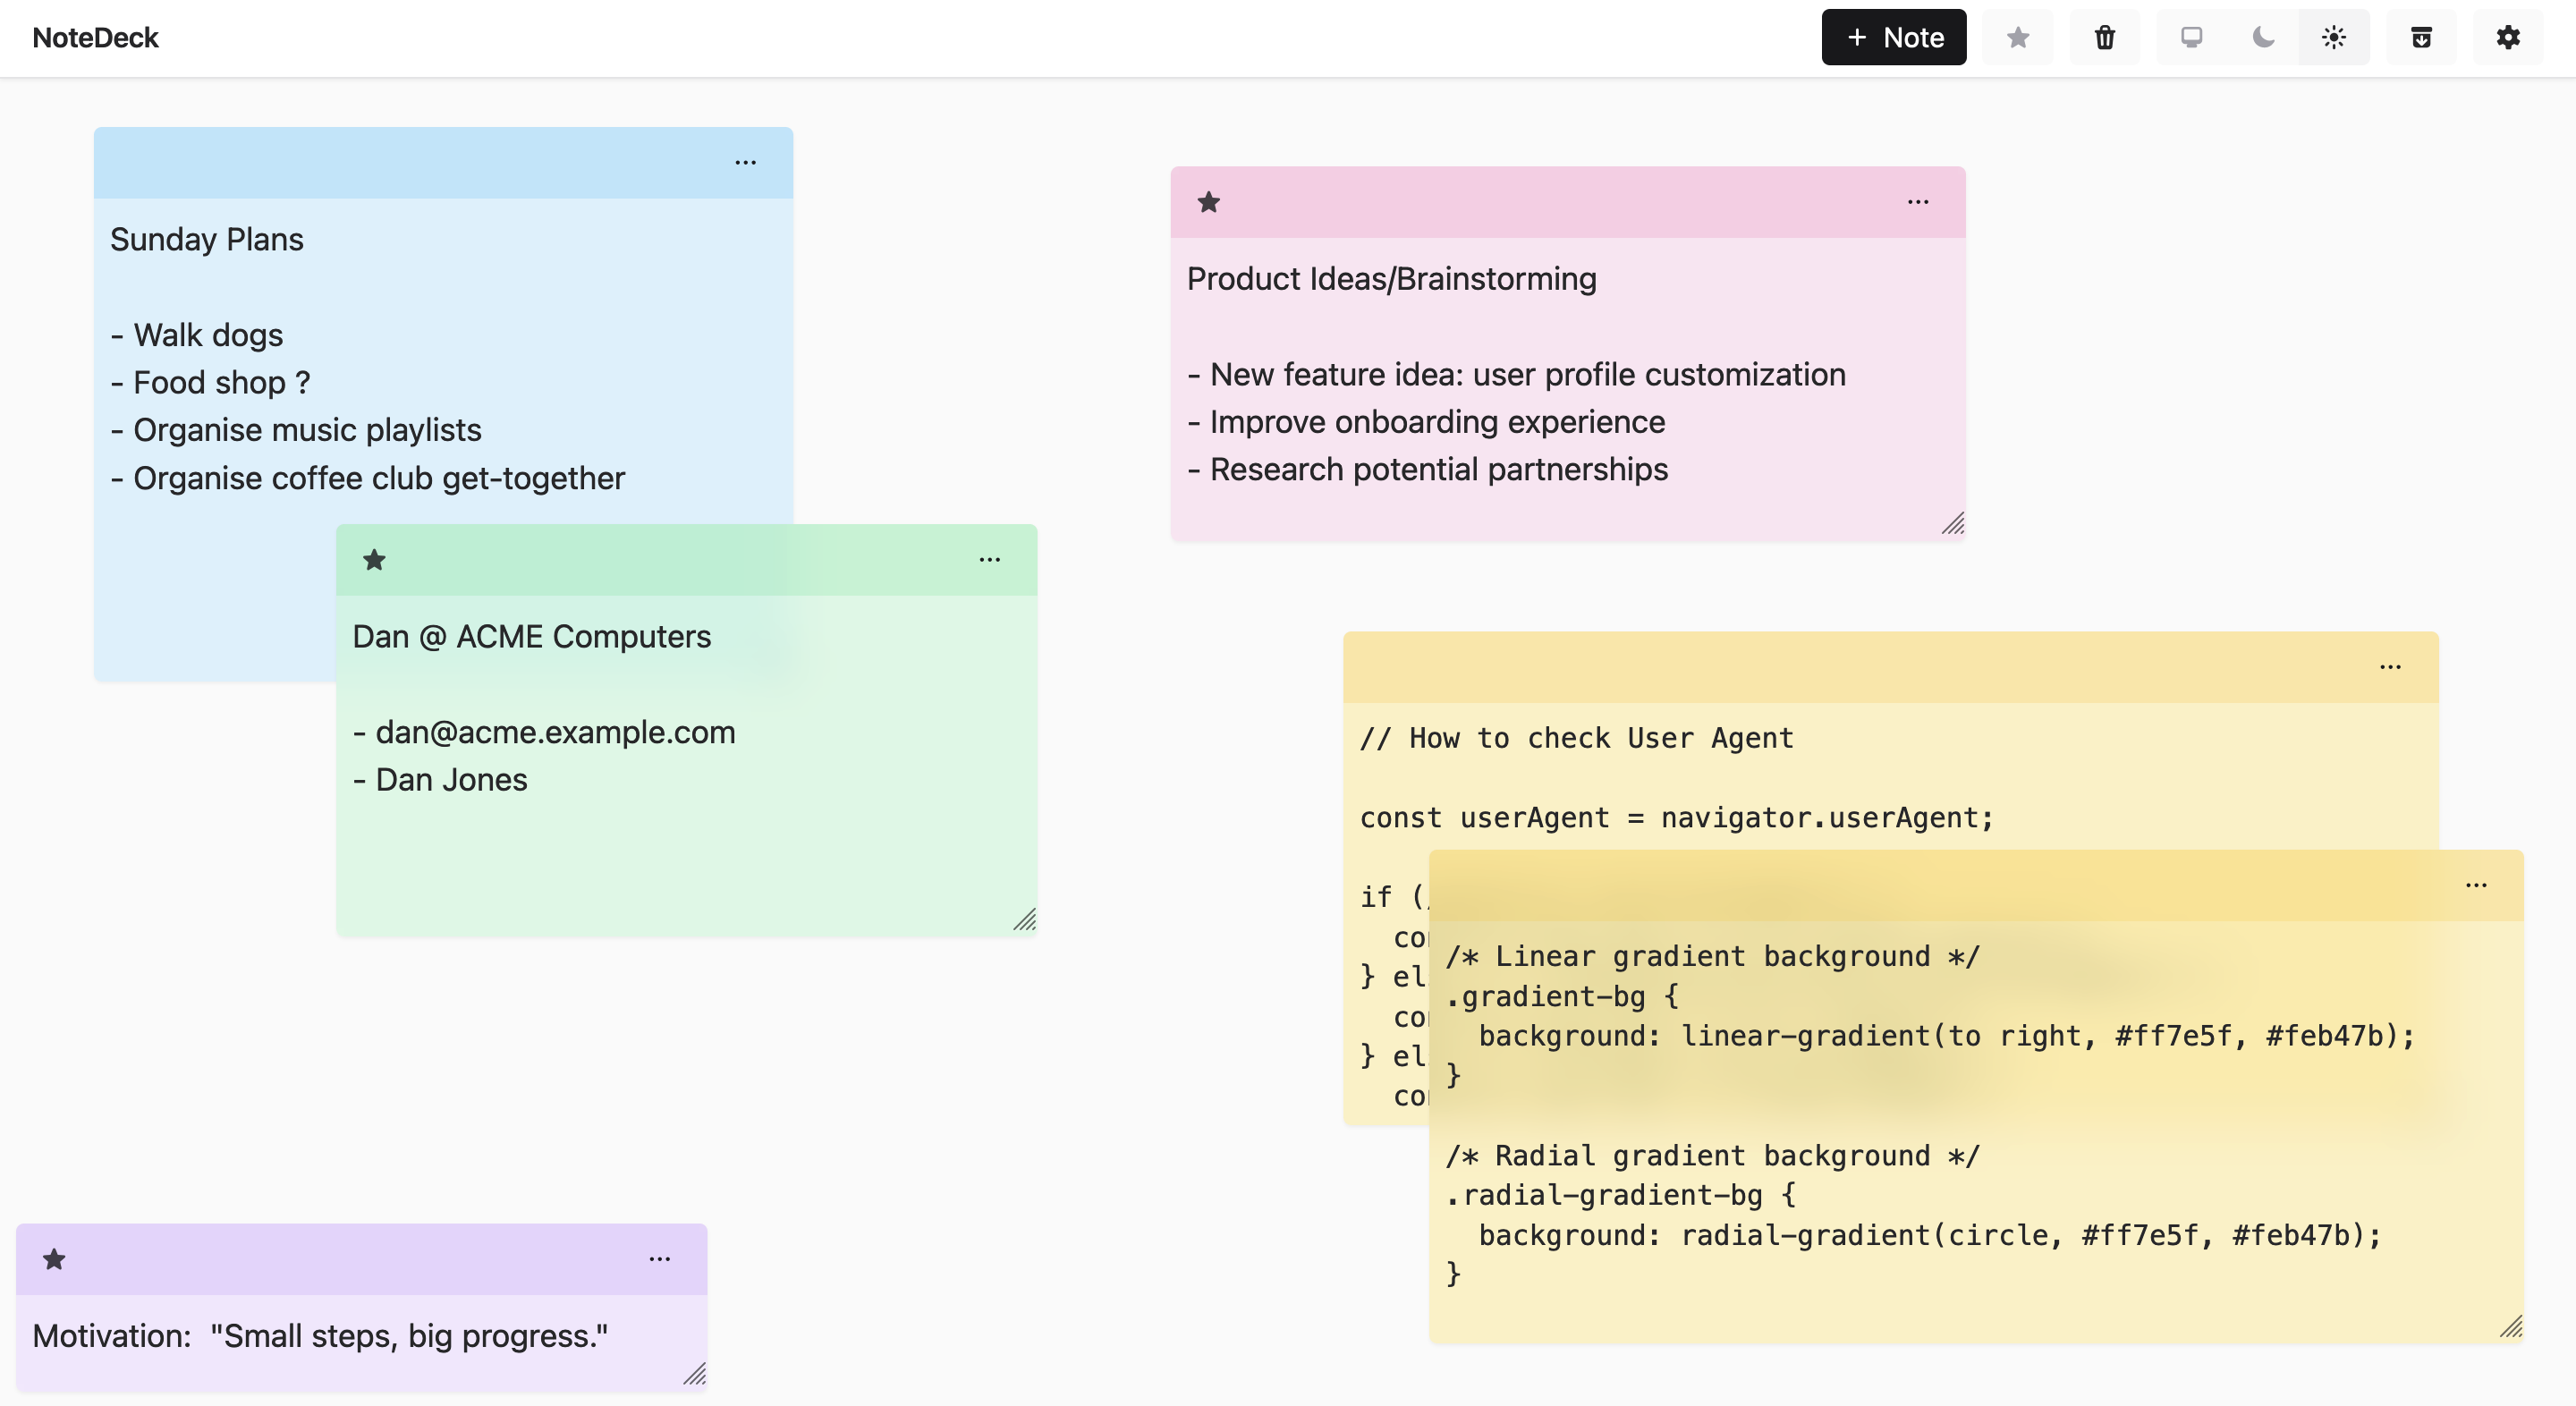 NoteDeck
+ Note
Sunday Plans
- Walk dogs
- Food shop ?
- Organise music playlists
- Organise coffee club get-together
Product Ideas/Brainstorming
- New feature idea: user profile customization
- Improve onboarding experience
- Research potential partnerships
Dan @ ACME Computers
- dan@acme.example.com
- Dan Jones
// How to check User Agent
const userAgent = navigator.userAgent;
if (
} el
} el
/* Linear gradient background */
.gradient-bg {
  background: linear-gradient(to right, #ff7e5f, #feb47b);
}
/* Radial gradient background */
.radial-gradient-bg {
  background: radial-gradient(circle, #ff7e5f, #feb47b);
}
Motivation:  "Small steps, big progress."